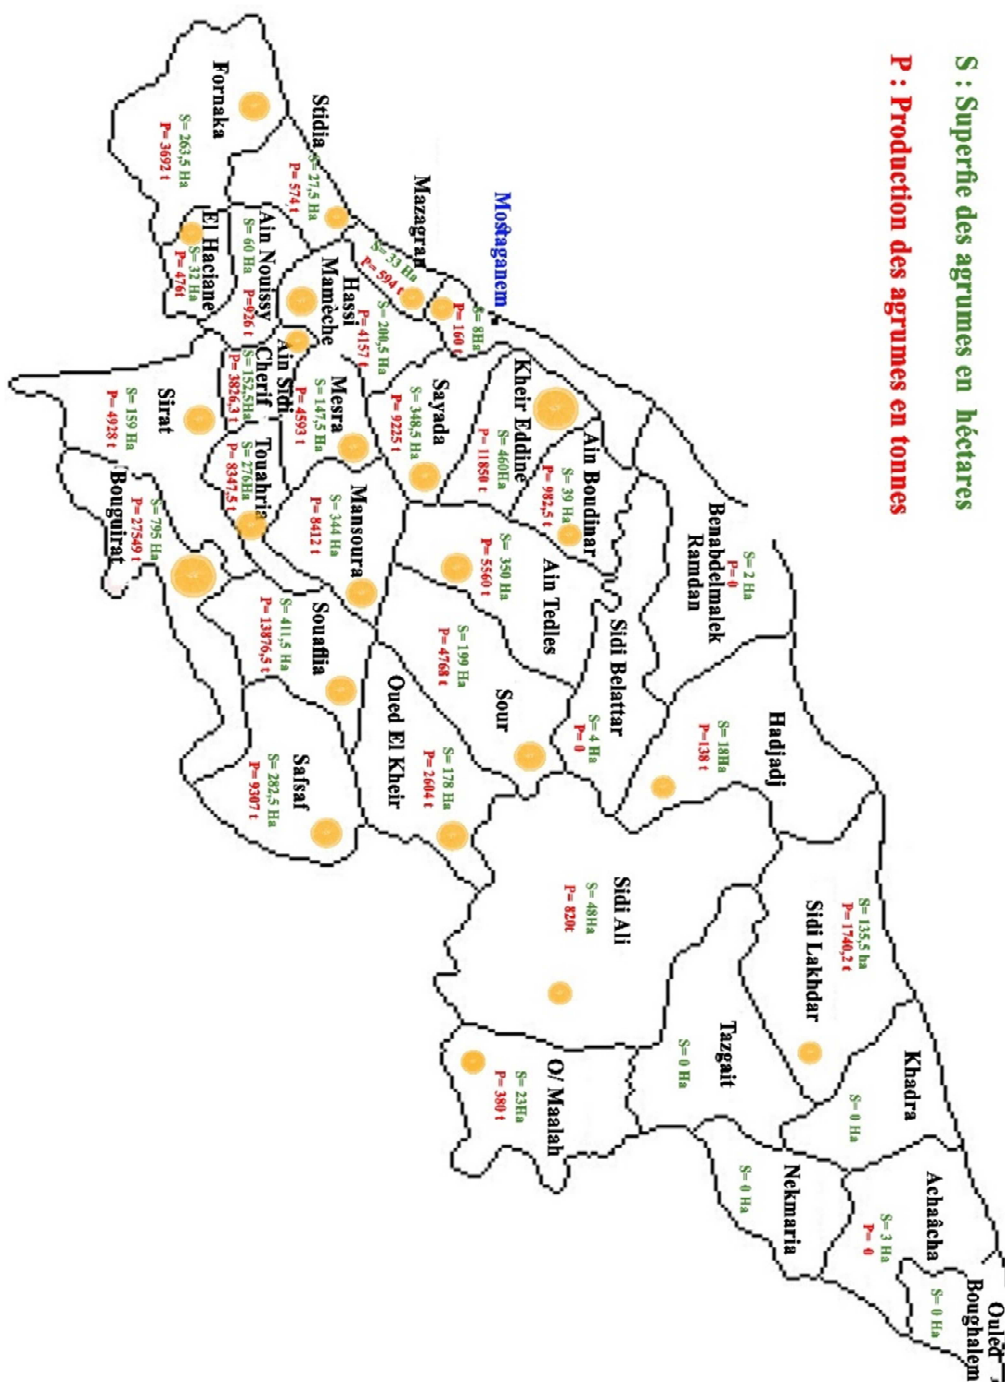 S : Superfie des agrumes en héctares
P : Production des agrumes en tonnes
Fornaka
S= 263,5 Ha
P= 3692 t
Stidia
S= 27,5 Ha
P= 574 t
Mazagran
S= 33 Ha
P= 594 t
Mostaganem
S= 8Ha
P= 160 t
El Haciane
S= 32 Ha
P= 476t
Ain Nouissy
S= 60 Ha
P=926 t
Hassi
Mamèche
S= 200,5 Ha
P= 4157 t
Ain Sidi
Cherif
S= 152,5Ha
P= 3826,3 t
Mesra
S= 147,5 Ha
P= 4593 t
Sayada
S= 348,5 Ha
P= 9225 t
Kheir Eddine
S= 460Ha
P= 11850 t
Ain Boudinar
S= 39 Ha
P= 982,5 t
Sirat
S= 159 Ha
P= 4928 t
Touahria
S= 276Ha
P= 8347,5 t
Mansoura
S= 344 Ha
P= 8412 t
Bouguirat
S= 795 Ha
P= 27549 t
Souaflia
S= 411,5 Ha
P= 13876,5 t
Ain Tedles
S= 350 Ha
P= 5560 t
Sour
S= 199 Ha
P= 4768 t
Sidi Belattar
S= 4 Ha
P= 0
Benabdelmalek
Ramdan
S= 2 Ha
P= 0
Hadjadj
S= 18Ha
P=138 t
Oued El Kheir
S= 178 Ha
P= 2604 t
Safsaf
S= 282,5 Ha
P= 9307 t
Sidi Ali
S= 48Ha
P= 820t
Sidi Lakhdar
S= 135,5 ha
P= 1740,2 t
Tazgait
S= 0 Ha
Khadra
S= 0 Ha
O/ Maalah
S= 23Ha
P= 380 t
Nekmaria
S= 0 Ha
Achaâcha
S= 3 Ha
P= 0
Ouled
Boughalem
S= 0 Ha